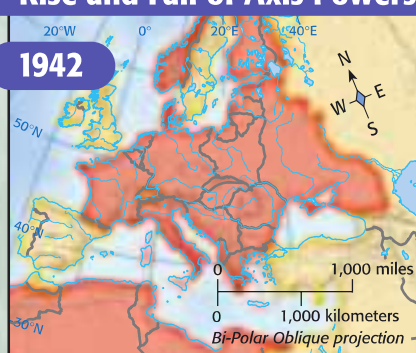 Rise and Fall of Axis Powers
20°W 0° 20°E 40°E
1942
N
W E
S
50°N
40°N
0 1,000 miles
0 1,000 kilometers
30°N
Bi-Polar Oblique projection